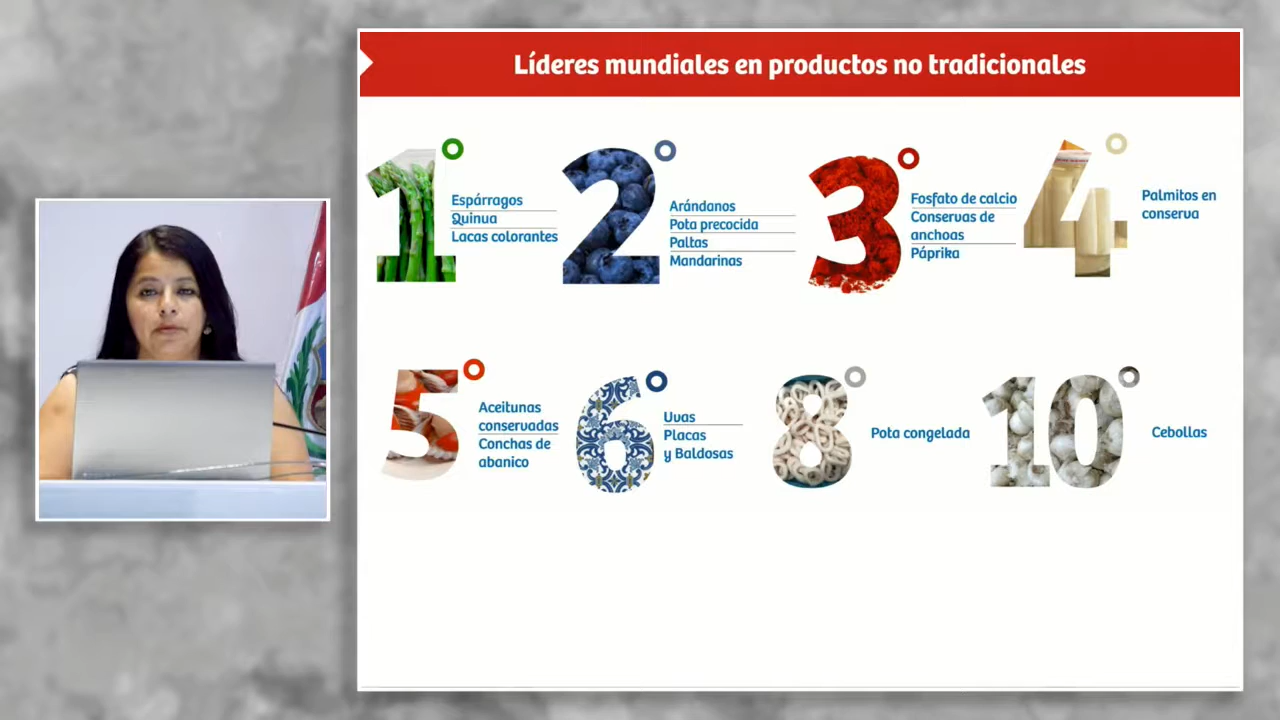 Líderes mundiales en productos no tradicionales
1°
Espárragos
Quinua
Lacas colorantes
2°
Arándanos
Pota precocida
Paltas
Mandarinas
3°
Fosfato de calcio
Conservas de
anchoas
Páprika
4°
Palmitos en
conserva
5°
Aceitunas
conservadas
Conchas de
abanico
6°
Uvas
Placas
y Baldosas
8°
Pota congelada
10°
Cebollas